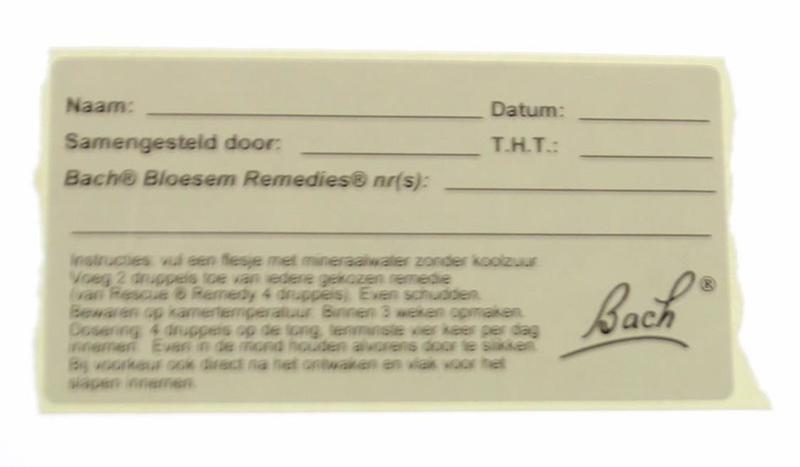 Naam: Datum:
Samengesteld door: T.H.T.:
Bach® Bloesem Remedies® nr(s):
Instructies: vul een flesje met mineraalwater zonder koolzuur.
Voeg 2 druppels toe van iedere gekozen remedie
(van Rescue ® Remedy 4 druppels). Even schudden.
Bewaren op kamertemperatuur. Binnen 3 weken opmaken.
Dosering: 4 druppels op de tong, tenminste vier keer per dag
innemen. Even in de mond houden alvorens door te slikken.
Bij voorkeur ook direct na het ontwaken en vlak voor het
slapen innemen.
Bach®